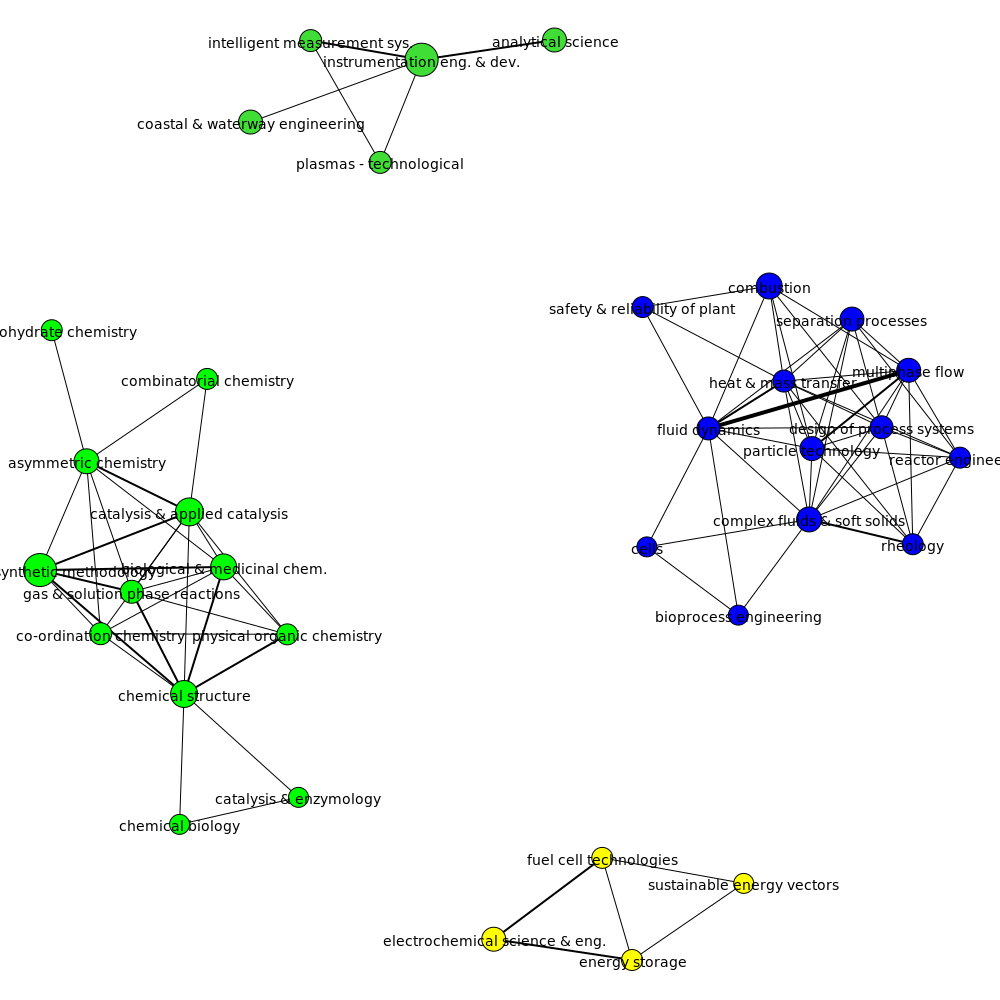 intelligent measurement sys
analytical science
instrumentation eng. & dev.
coastal & waterway engineering
plasmas - technological
combustion
safety & reliability of plant
separation processes
ohydrate chemistry
multiphase flow
combinatorial chemistry
heat & mass transfer
fluid dynamics
design of process systems
particle technology
reactor enginee
asymmetric chemistry
catalysis & applied catalysis
complex fluids & soft solids
rheology
cells
synthetic methodology
biological & medicinal chem.
gas & solution phase reactions
bioprocess engineering
co-ordination chemistry
physical organic chemistry
chemical structure
catalysis & enzymology
chemical biology
fuel cell technologies
sustainable energy vectors
electrochemical science & eng.
energy storage